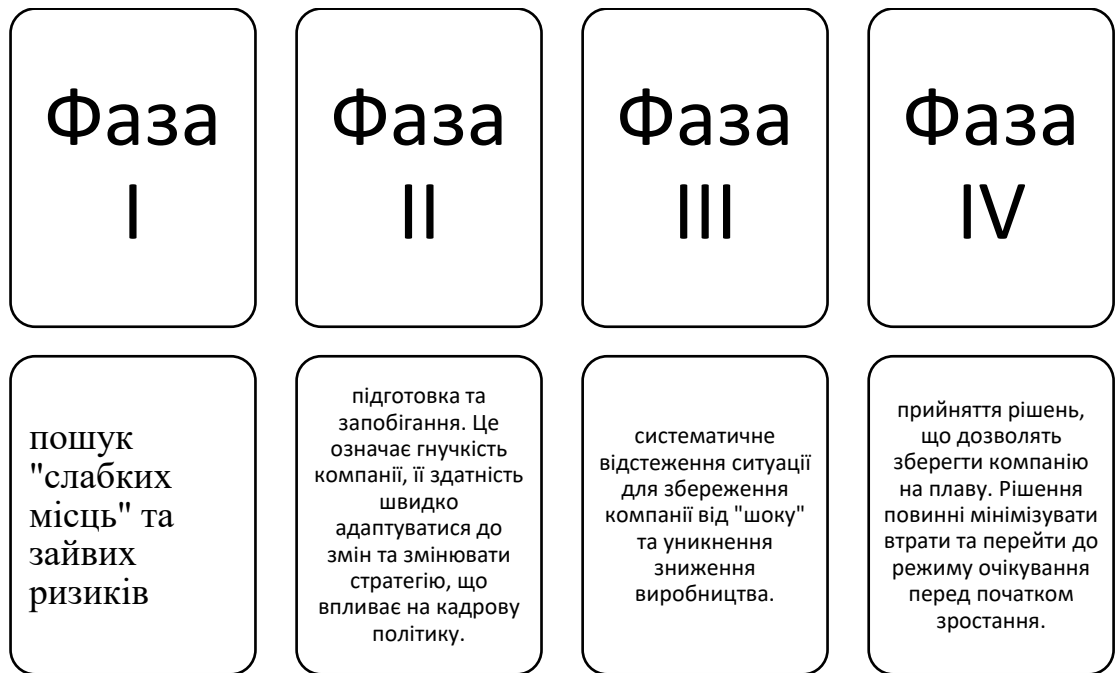 Фаза
I
Фаза
II
Фаза
III
Фаза
IV
пошук
"слабких
місць" та
зайвих
ризиків
підготовка та
запобігання. Це
означає гнучкість
компанії, її здатність
швидко
адаптуватися до
змін та змінювати
стратегію, що
впливає на кадрову
політику.
систематичне
відстеження ситуації
для збереження
компанії від "шоку"
та уникнення
зниження
виробництва.
прийняття рішень,
що дозволять
зберегти компанію
на плаву. Рішення
повинні мінімізувати
втрати та перейти до
режиму очікування
перед початком
зростання.